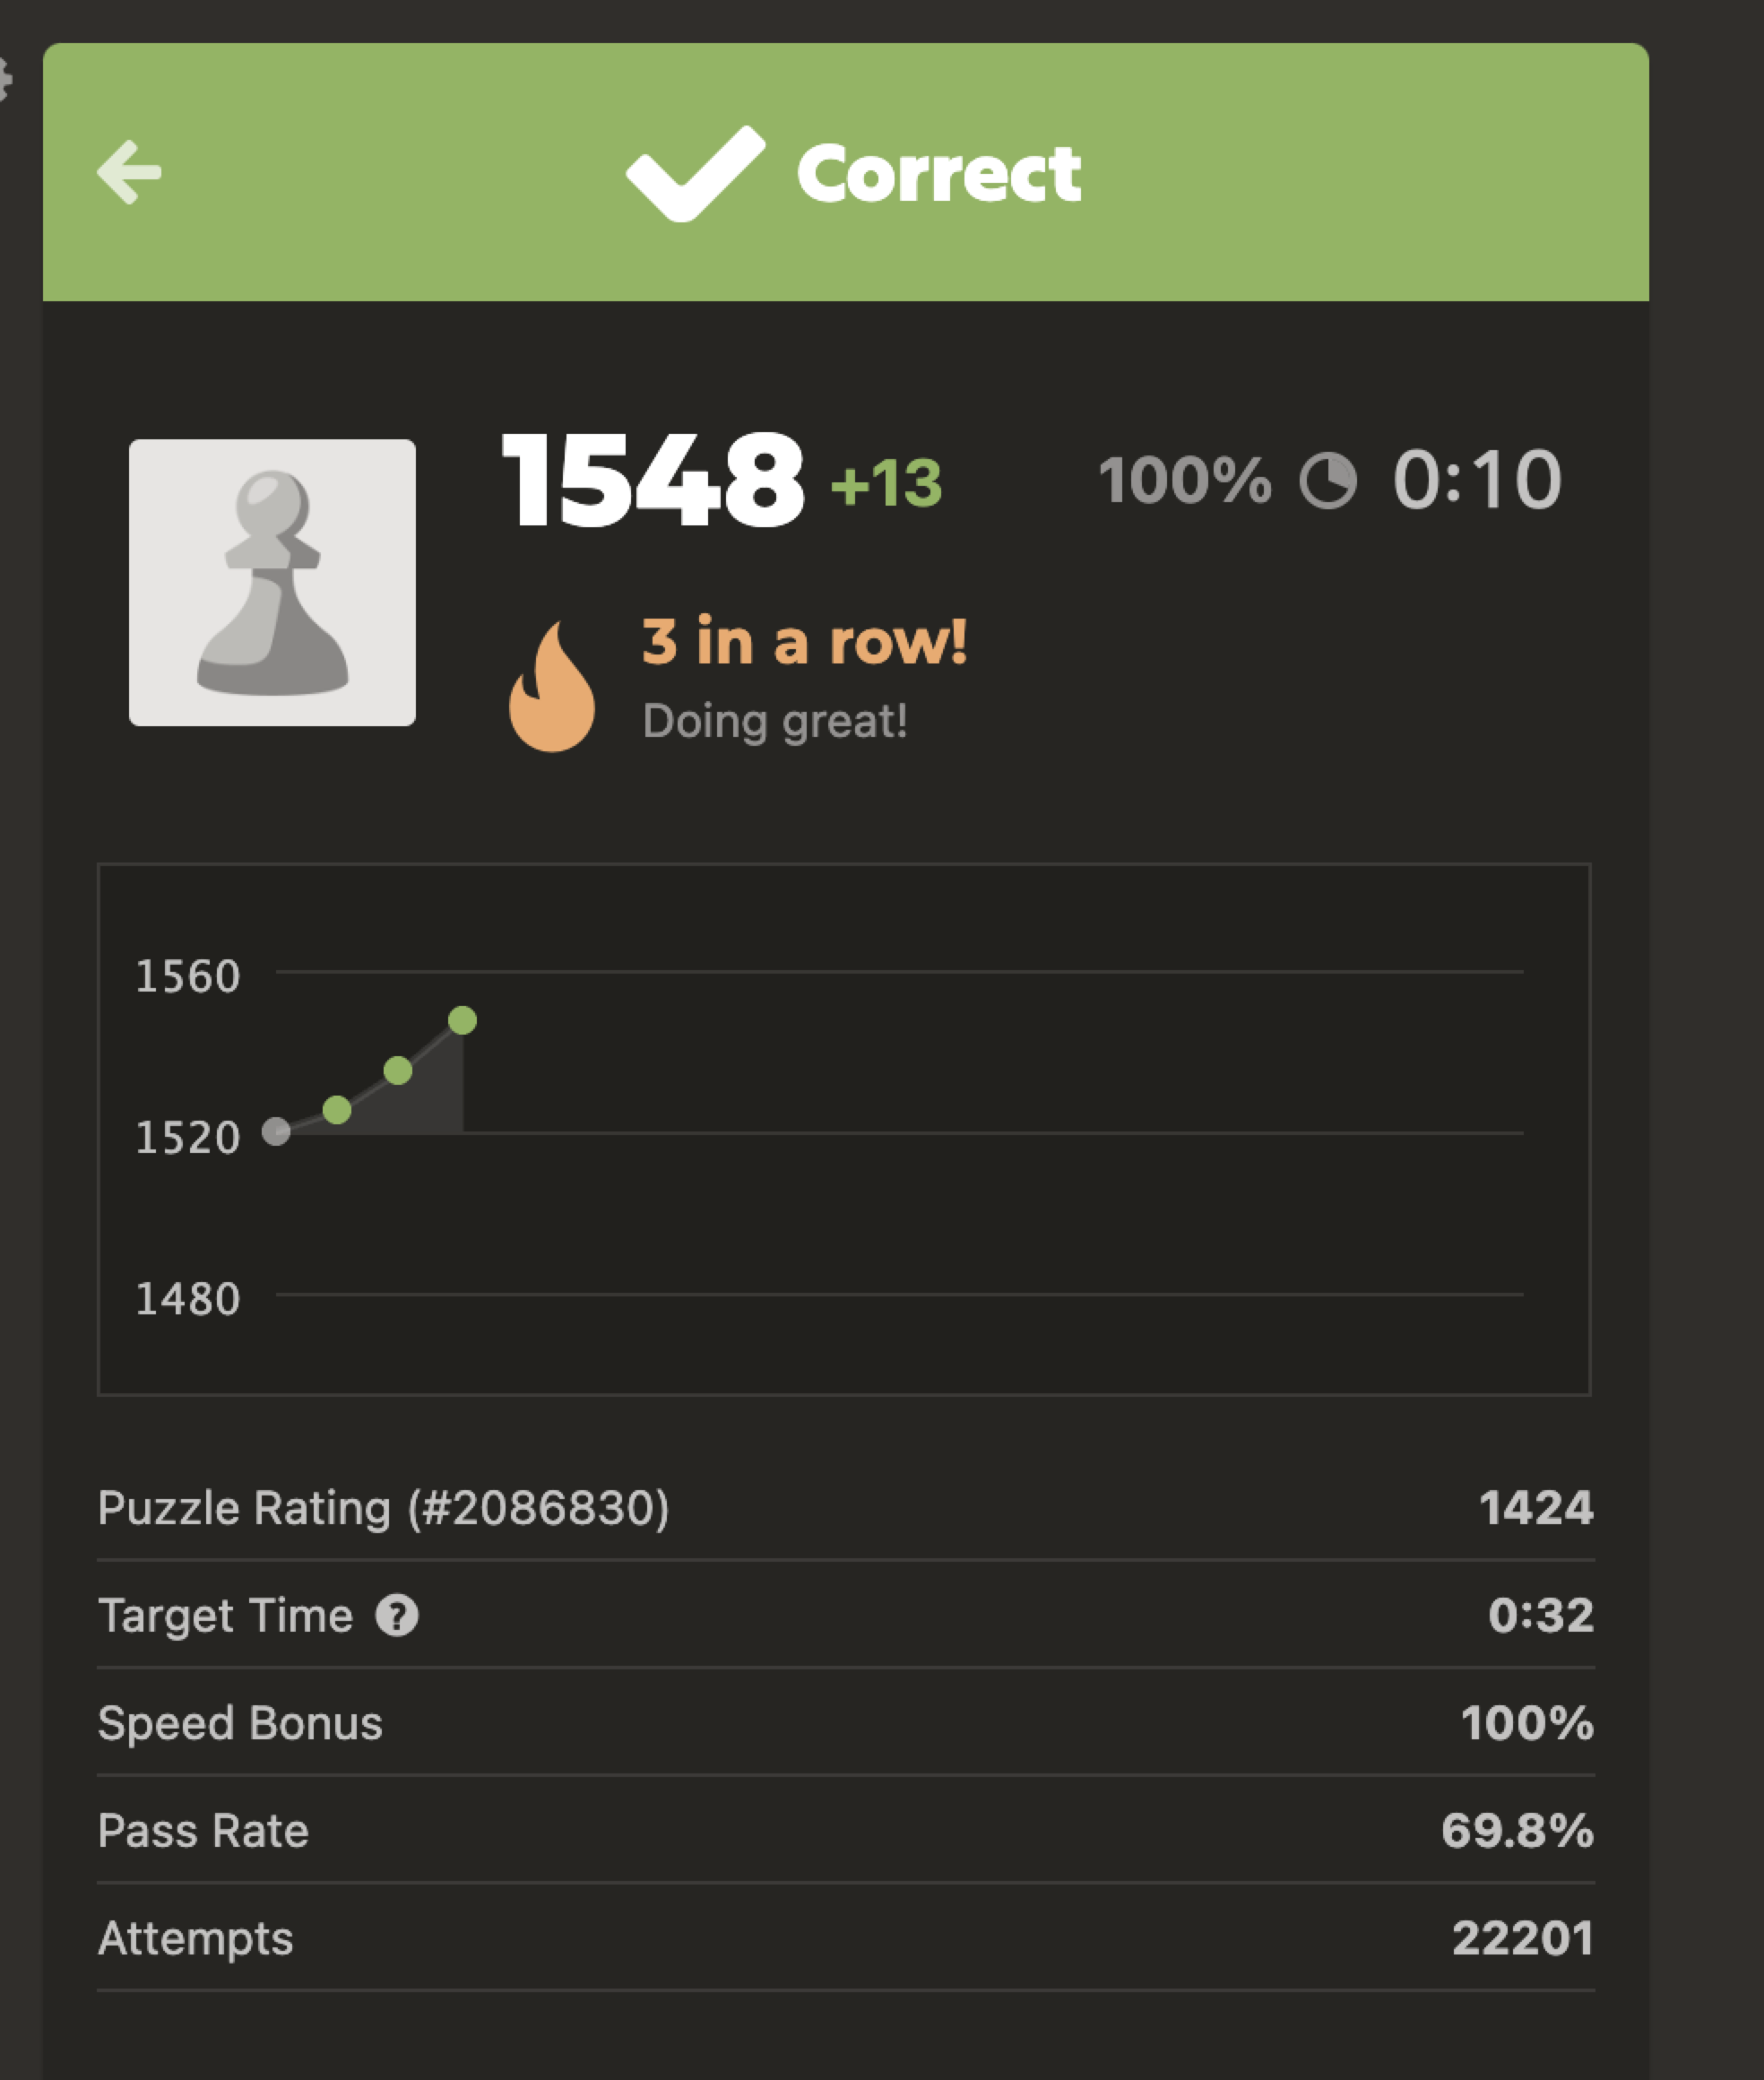 Correct
1548 +13 100% 0:10
3 in a row!
Doing great!
1560
1520
1480
Puzzle Rating (#2086830) 1424
Target Time ? 0:32
Speed Bonus 100%
Pass Rate 69.8%
Attempts 22201